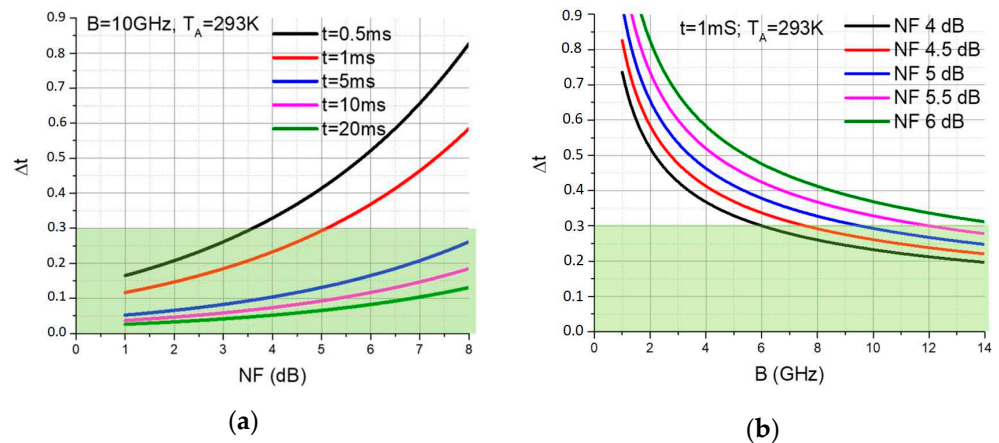 B=10GHz, T_A=293K
t=0.5ms
t=1ms
t=5ms
t=10ms
t=20ms
0.9
0.8
0.7
0.6
0.5
0.4
0.3
0.2
0.1
0.0
Δt
0 1 2 3 4 5 6 7 8
NF (dB)
(a)
t=1mS; T_A=293K
NF 4 dB
NF 4.5 dB
NF 5 dB
NF 5.5 dB
NF 6 dB
0.9
0.8
0.7
0.6
0.5
0.4
0.3
0.2
0.1
0.0
Δt
0 2 4 6 8 10 12 14
B (GHz)
(b)